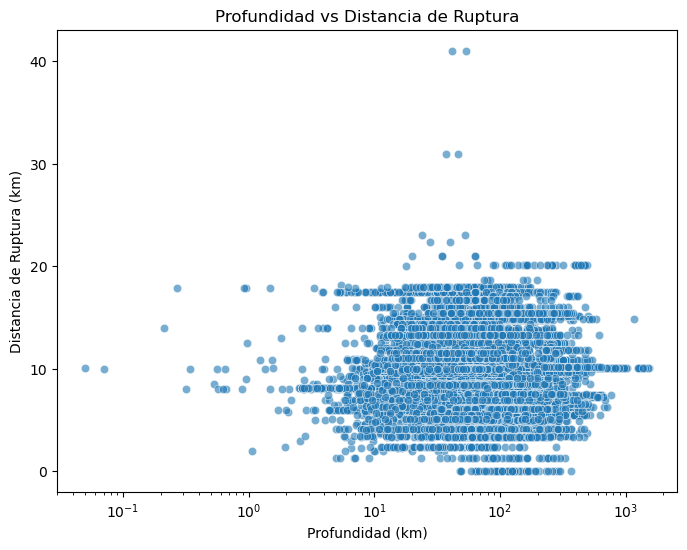 Profundidad vs Distancia de Ruptura
40
30
20
10
0
Distancia de Ruptura (km)
10⁻¹ 10⁰ 10¹ 10² 10³
Profundidad (km)